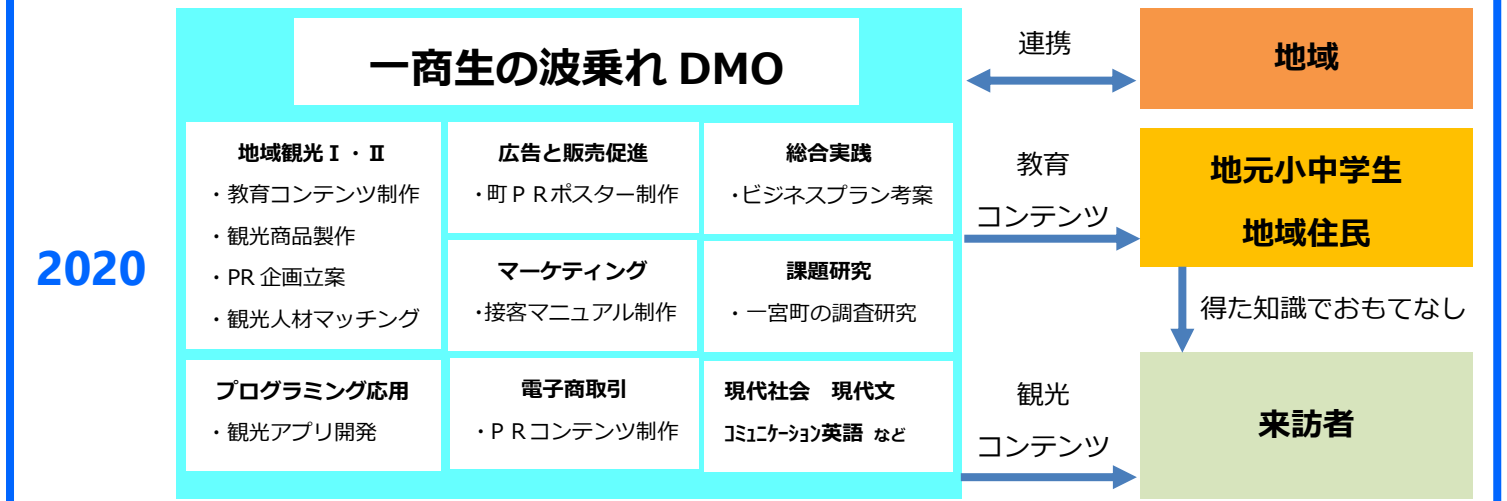 2020
一商生の波乗れ DMO
地域観光Ⅰ・Ⅱ
・教育コンテンツ制作
・観光商品製作
・PR 企画立案
・観光人材マッチング
広告と販売促進
・町ＰＲポスター制作
総合実践
・ビジネスプラン考案
マーケティング
・接客マニュアル制作
課題研究
・一宮町の調査研究
プログラミング応用
・観光アプリ開発
電子商取引
・ＰＲコンテンツ制作
現代社会　現代文
ｺﾐｭﾆｹｰｼｮﾝ英語 など
連携
地域
教育
コンテンツ
地元小中学生
地域住民
得た知識でおもてなし
観光
コンテンツ
来訪者